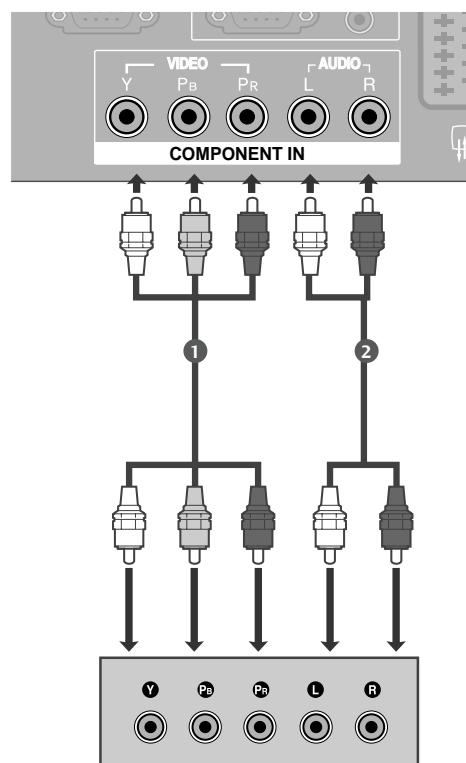 VIDEO AUDIO
Y PB PR L R
COMPONENT IN
1 2
Y PB PR L R